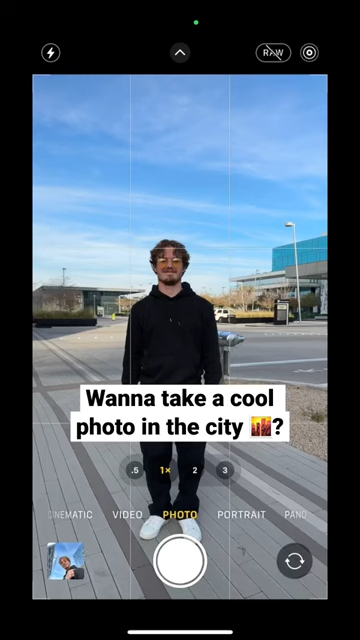 RAW
Wanna take a cool
photo in the city 🌇?
.5 1× 2 3
CINEMATIC VIDEO PHOTO PORTRAIT PANO